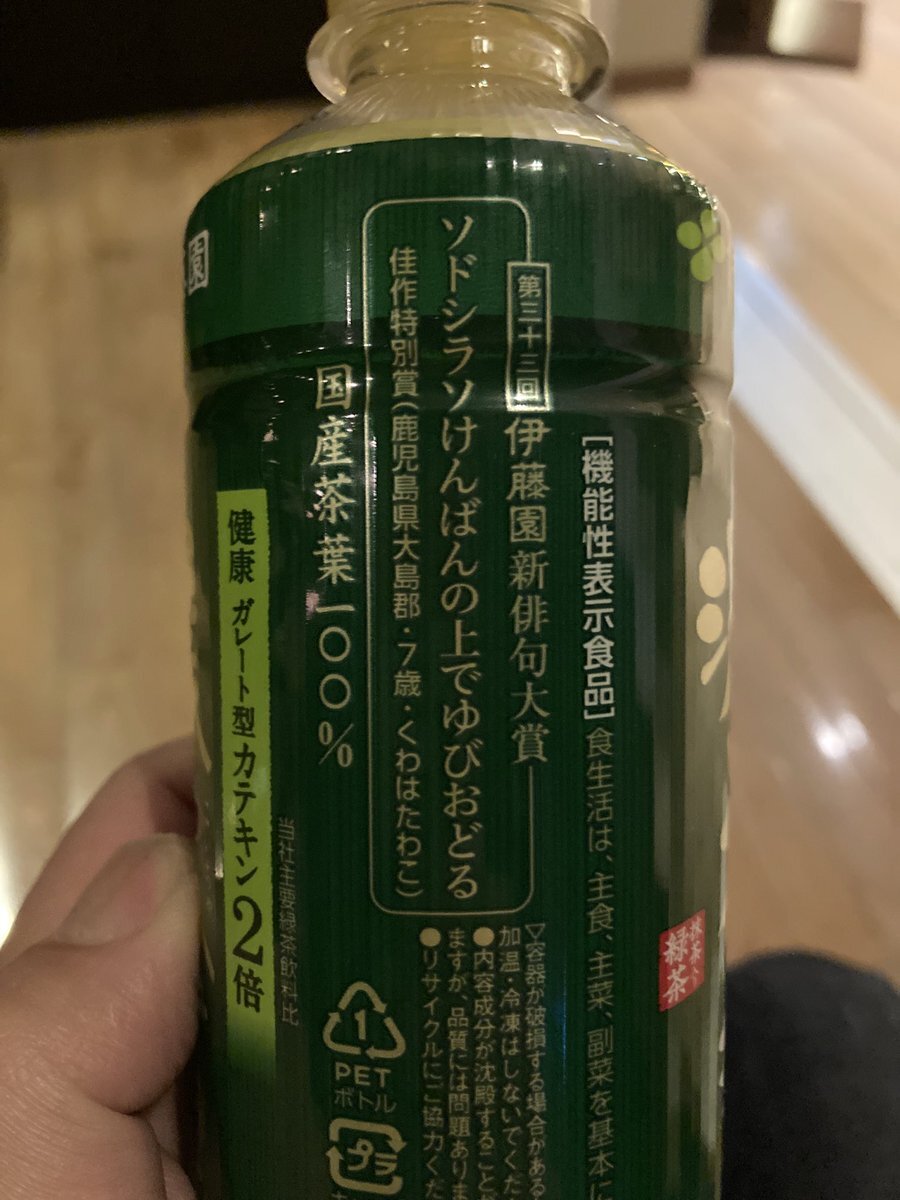 [機能性表示食品]食生活は、主食、主菜、副菜を基本に
抹茶入り
緑茶
第三十三回 伊藤園新俳句大賞
ソドシラソけんばんの上でゆびおどる
佳作特別賞(鹿児島県大島郡・7歳・くわはたわこ)
国産茶葉一〇〇%
▽容器が破損する場合がある
加温・冷凍はしないでくだ
●内容成分が沈殿すること
ますが、品質には問題ありま
●リサイクルにご協力くだ
当社主要緑茶飲料比
健康 ガレート型カテキン2倍
園
1
PET
ボトル
プラ